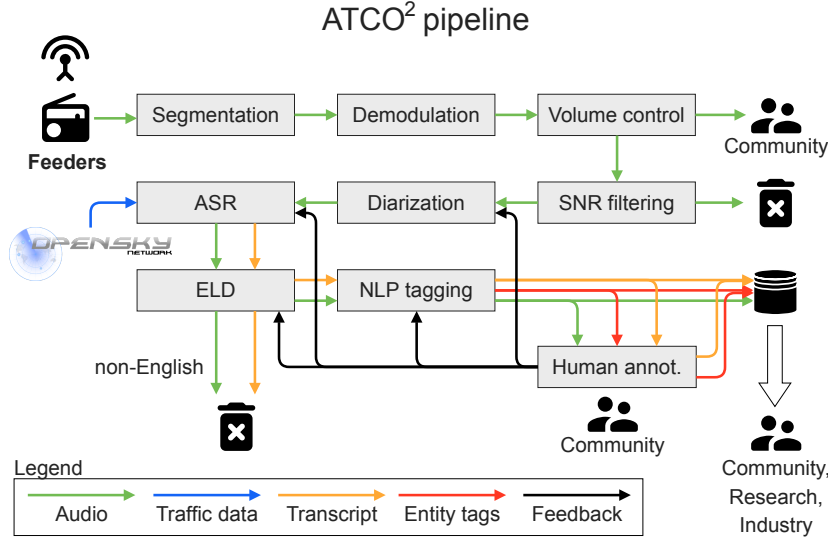 ATCO² pipeline
Segmentation
Demodulation
Volume control
Community
Feeders
ASR
Diarization
SNR filtering
OPENSKY
NETWORK
ELD
NLP tagging
non-English
Human annot.
Community
Community,
Research,
Industry
Legend
Audio
Traffic data
Transcript
Entity tags
Feedback